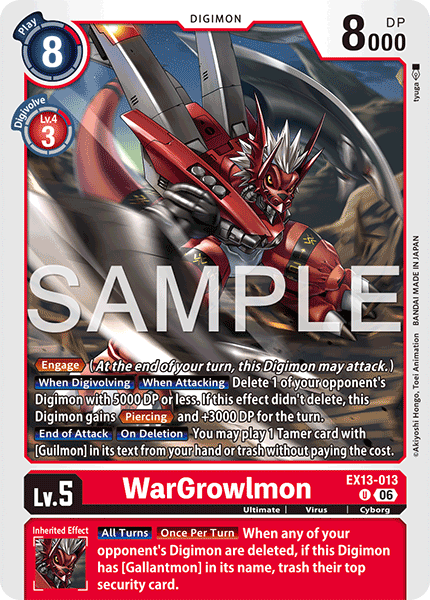 Play
8
DIGIMON
8000
DP
Digivolve
Lv.4
3
tyuga
SAMPLE
©Akiyoshi Hongo, Toei Animation BANDAI MADE IN JAPAN
Engage (At the end of your turn, this Digimon may attack.)
When Digivolving When Attacking Delete 1 of your opponent's
Digimon with 5000 DP or less. If this effect didn't delete, this
Digimon gains Piercing and +3000 DP for the turn.
End of Attack On Deletion You may play 1 Tamer card with
[Guilmon] in its text from your hand or trash without paying the cost.
Lv.5
WarGrowlmon
EX13-013
U 06
Ultimate | Virus | Cyborg
Inherited Effect
All Turns Once Per Turn When any of your
opponent's Digimon are deleted, if this Digimon
has [Gallantmon] in its name, trash their top
security card.